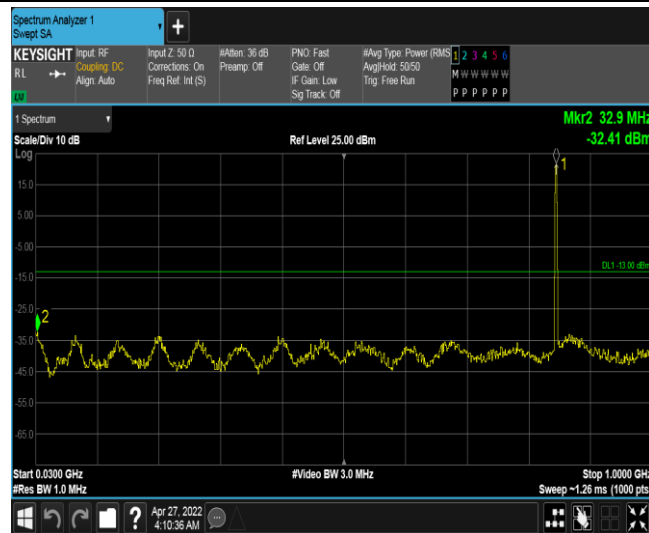 Spectrum Analyzer 1
Swept SA
KEYSIGHT
RL
Input: RF
Coupling: DC
Align: Auto
Input Z: 50 Ω
Corrections: On
Freq Ref: Int (S)
#Atten: 36 dB
Preamp: Off
PNO: Fast
Gate: Off
IF Gain: Low
Sig Track: Off
#Avg Type: Power (RMS
Avg|Hold: 50/50
Trig: Free Run
1 2 3 4 5 6
M W W W W W
P P P P P P
1 Spectrum
Scale/Div 10 dB
Ref Level 25.00 dBm
Mkr2 32.9 MHz
-32.41 dBm
Log
1
15.0
5.00
-5.00
DL1 -13.00 dBm
-15.0
-25.0
2
-35.0
-45.0
-55.0
-65.0
Start 0.0300 GHz
#Video BW 3.0 MHz
Stop 1.0000 GHz
#Res BW 1.0 MHz
Sweep ~1.26 ms (1000 pts
?
Apr 27, 2022
4:10:36 AM